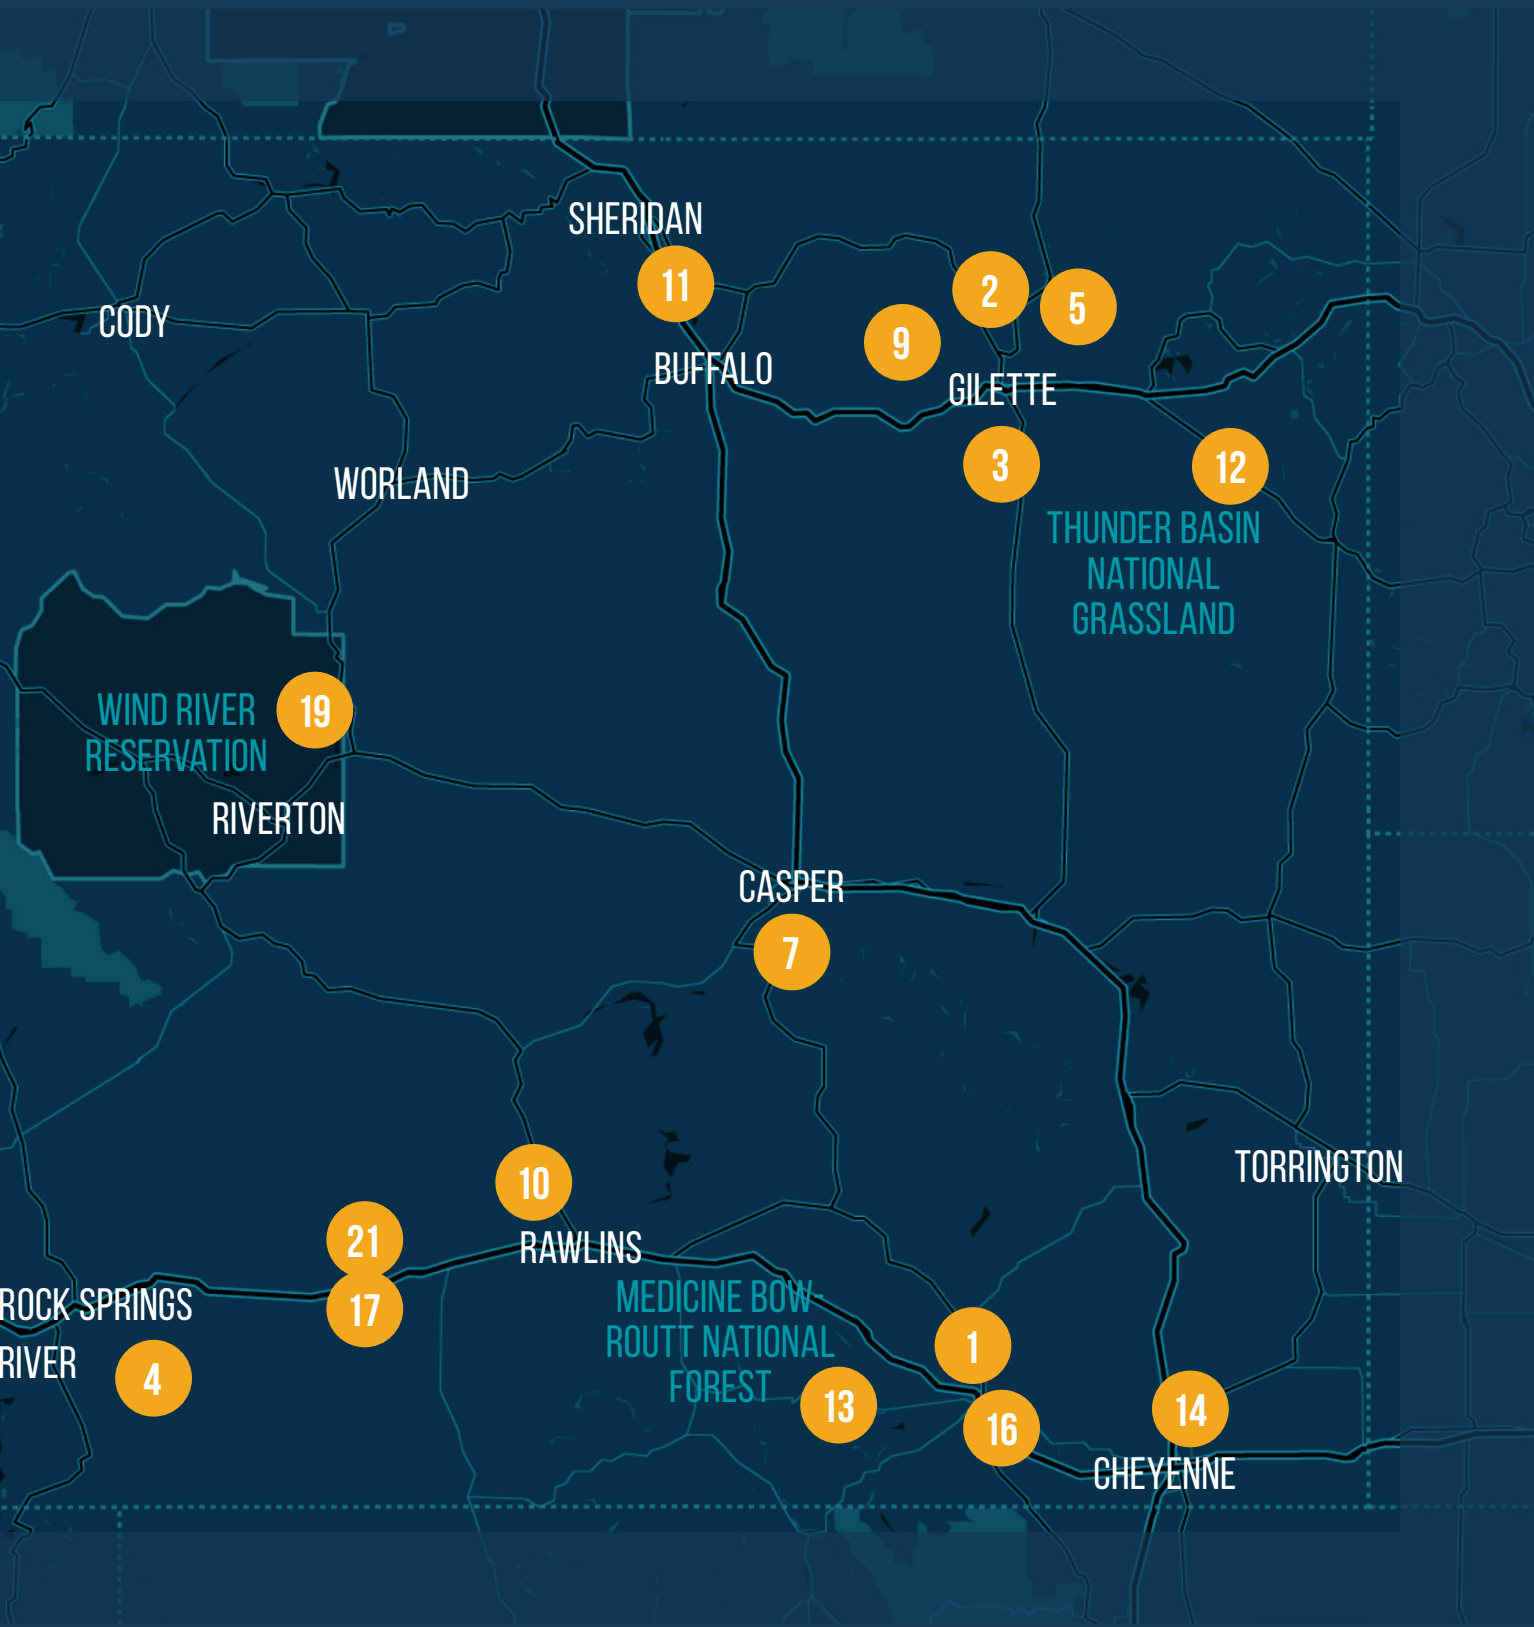 SHERIDAN
11
2
5
CODY
9
BUFFALO
GILETTE
3
12
WORLAND
THUNDER BASIN
NATIONAL
GRASSLAND
WIND RIVER
RESERVATION
19
RIVERTON
CASPER
7
TORRINGTON
10
21
RAWLINS
ROCK SPRINGS
17
MEDICINE BOW-
ROUTT NATIONAL
FOREST
RIVER
4
1
13
16
14
CHEYENNE